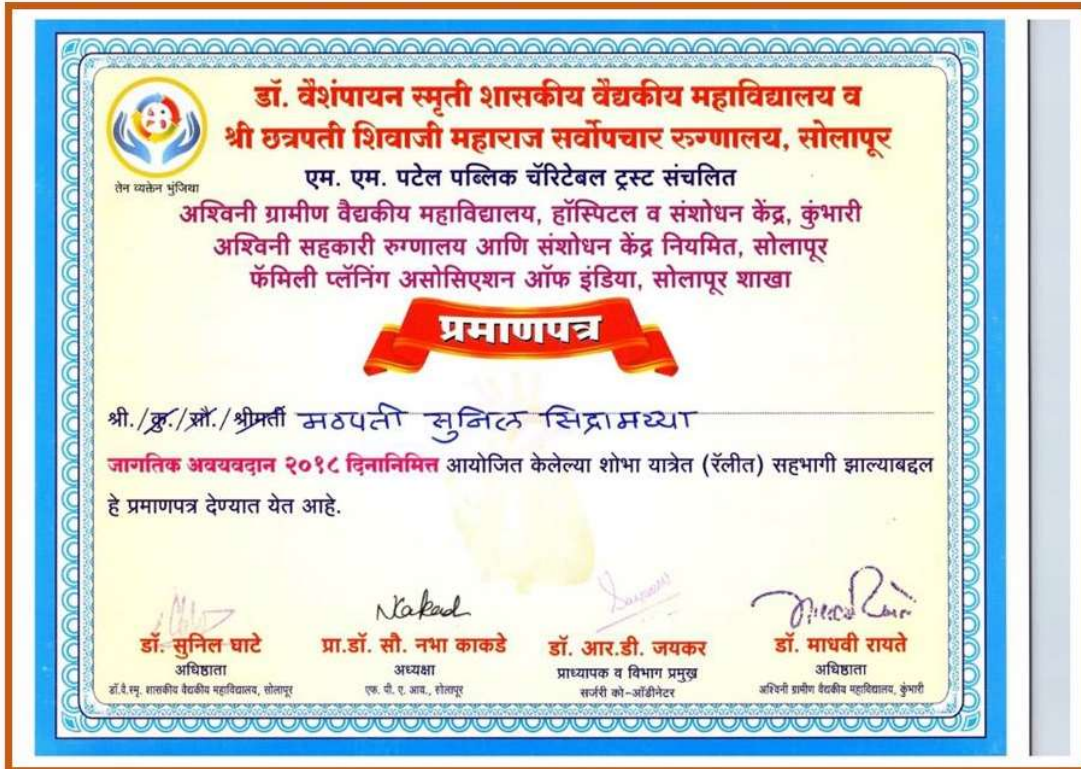 डॉ. वैशंपायन स्मृती शासकीय वैद्यकीय महाविद्यालय व
श्री छत्रपती शिवाजी महाराज सर्वोपचार रुग्णालय, सोलापूर
तेन व्यक्तेन भुंजिथा
एम. एम. पटेल पब्लिक चॅरिटेबल ट्रस्ट संचलित
अश्विनी ग्रामीण वैद्यकीय महाविद्यालय, हॉस्पिटल व संशोधन केंद्र, कुंभारी
अश्विनी सहकारी रुग्णालय आणि संशोधन केंद्र नियमित, सोलापूर
फॅमिली प्लॅनिंग असोसिएशन ऑफ इंडिया, सोलापूर शाखा
प्रमाणपत्र
श्री./कु./सौ./श्रीमती मठपती सुनिल सिद्रामय्या
जागतिक अवयवदान २०१८ दिनानिमित्त आयोजित केलेल्या शोभा यात्रेत (रॅलीत) सहभागी झाल्याबद्दल
हे प्रमाणपत्र देण्यात येत आहे.
डॉ. सुनिल घाटे प्रा.डॉ. सौ. नभा काकडे डॉ. आर.डी. जयकर डॉ. माधवी रायते
अधिष्ठाता अध्यक्षा प्राध्यापक व विभाग प्रमुख अधिष्ठाता
डॉ.वै.स्मृ. शासकीय वैद्यकीय महाविद्यालय, सोलापूर एफ. पी. ए. आय., सोलापूर सर्जरी को-ऑर्डीनेटर अश्विनी ग्रामीण वैद्यकीय महाविद्यालय, कुंभारी